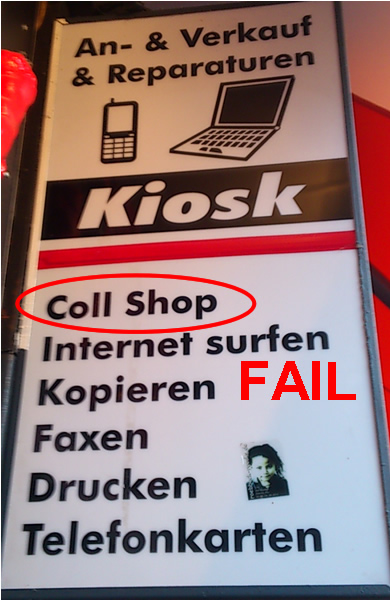 An- & Verkauf
& Reparaturen
Kiosk
Coll Shop
Internet surfen
Kopieren
FAIL
Faxen
Drucken
Telefonkarten